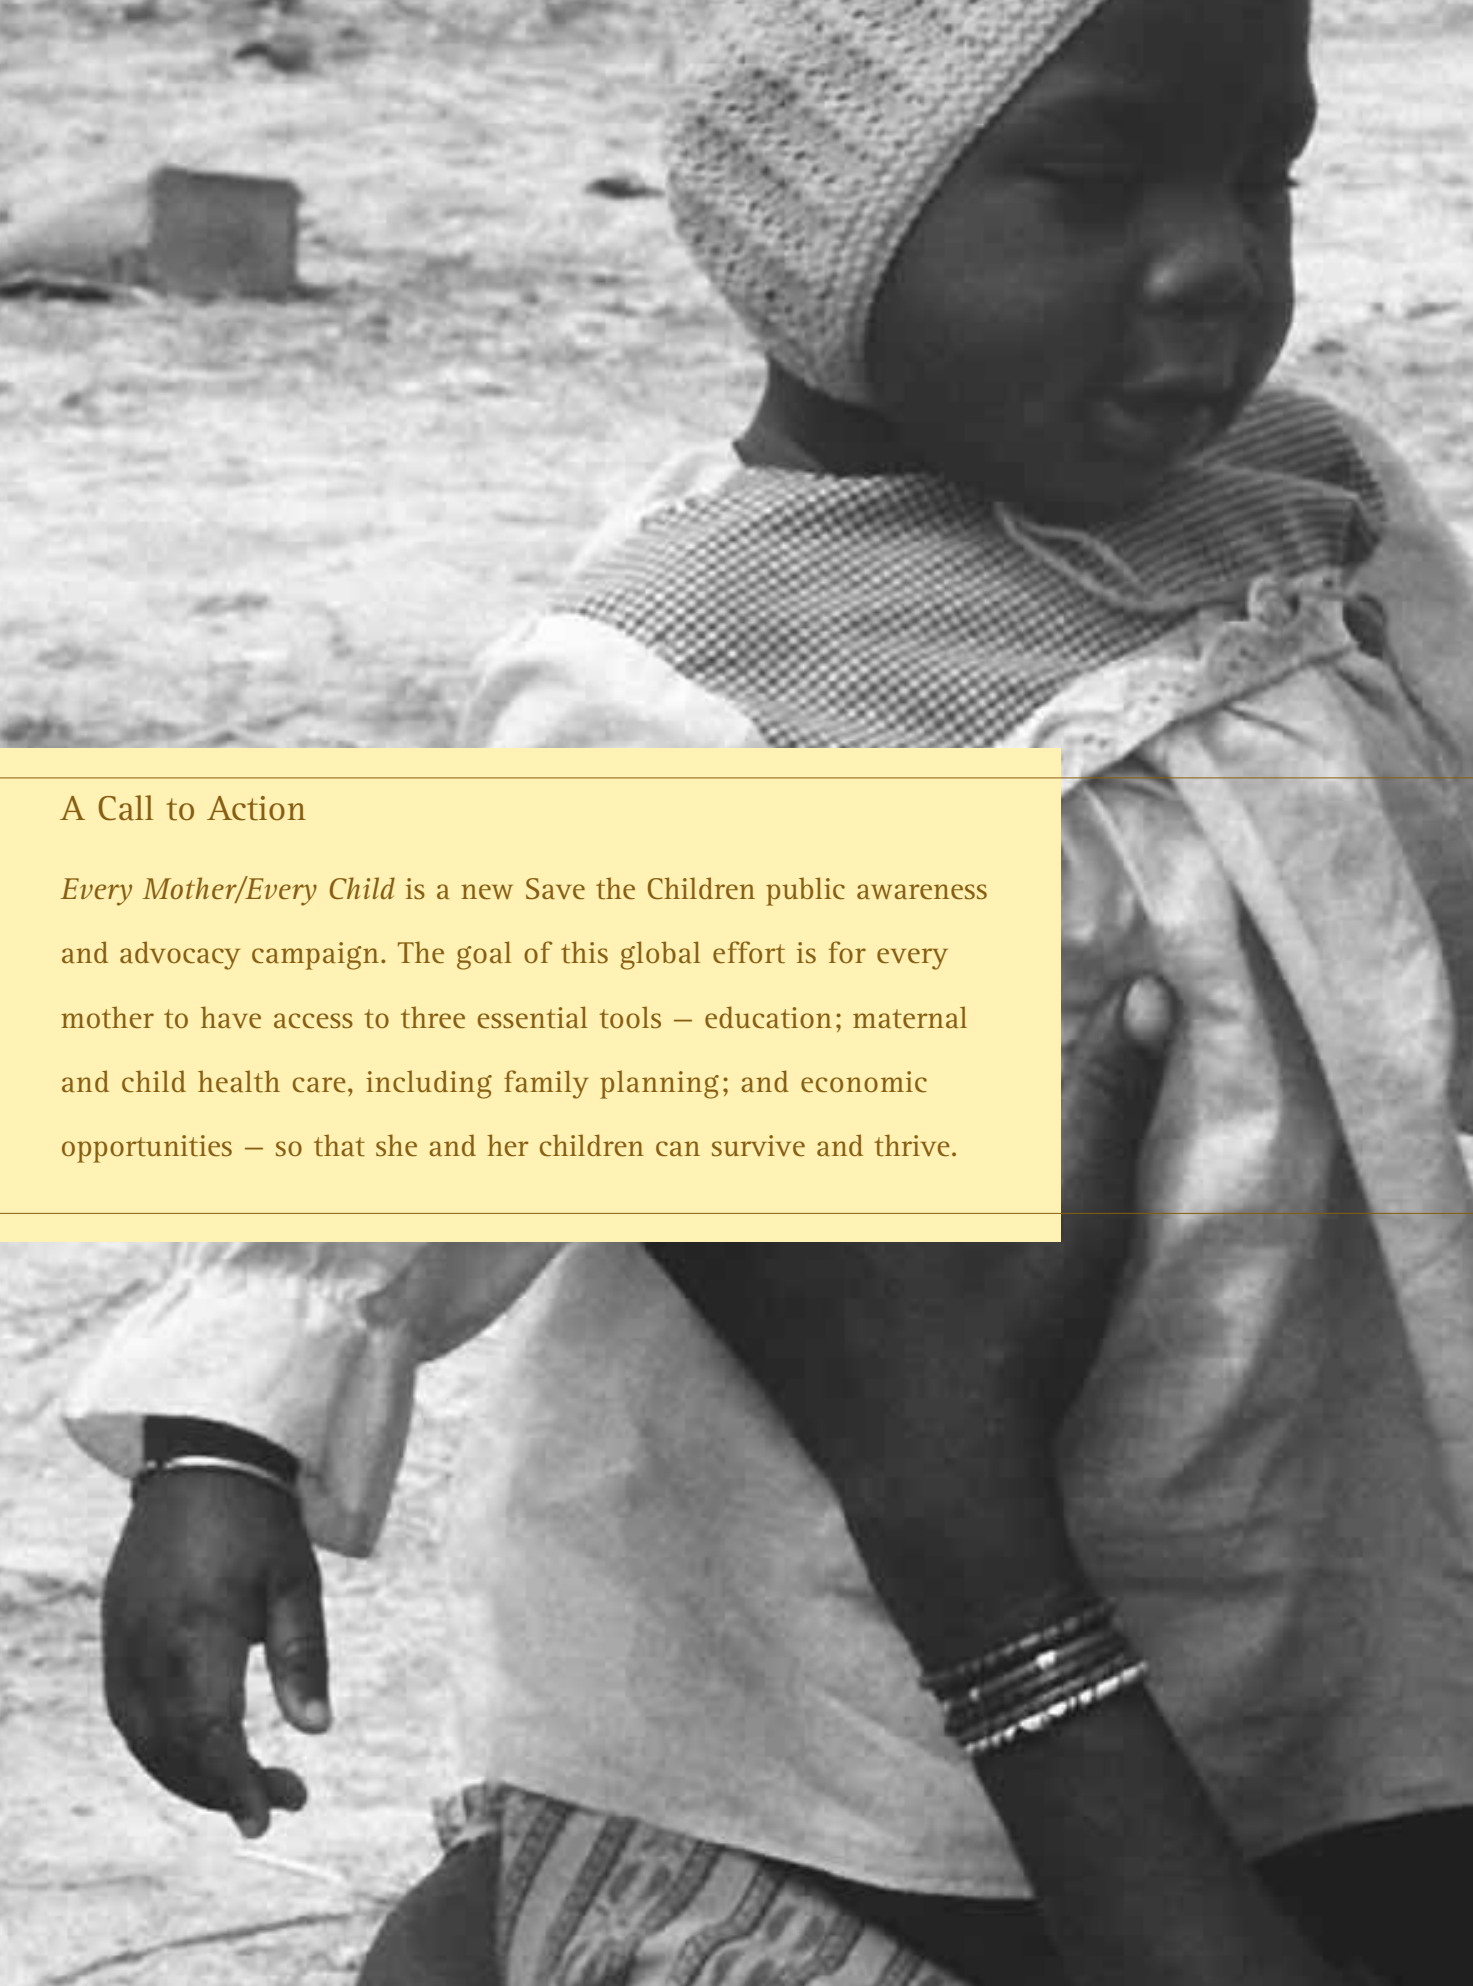 A Call to Action
Every Mother/Every Child is a new Save the Children public awareness
and advocacy campaign. The goal of this global effort is for every
mother to have access to three essential tools — education; maternal
and child health care, including family planning; and economic
opportunities — so that she and her children can survive and thrive.